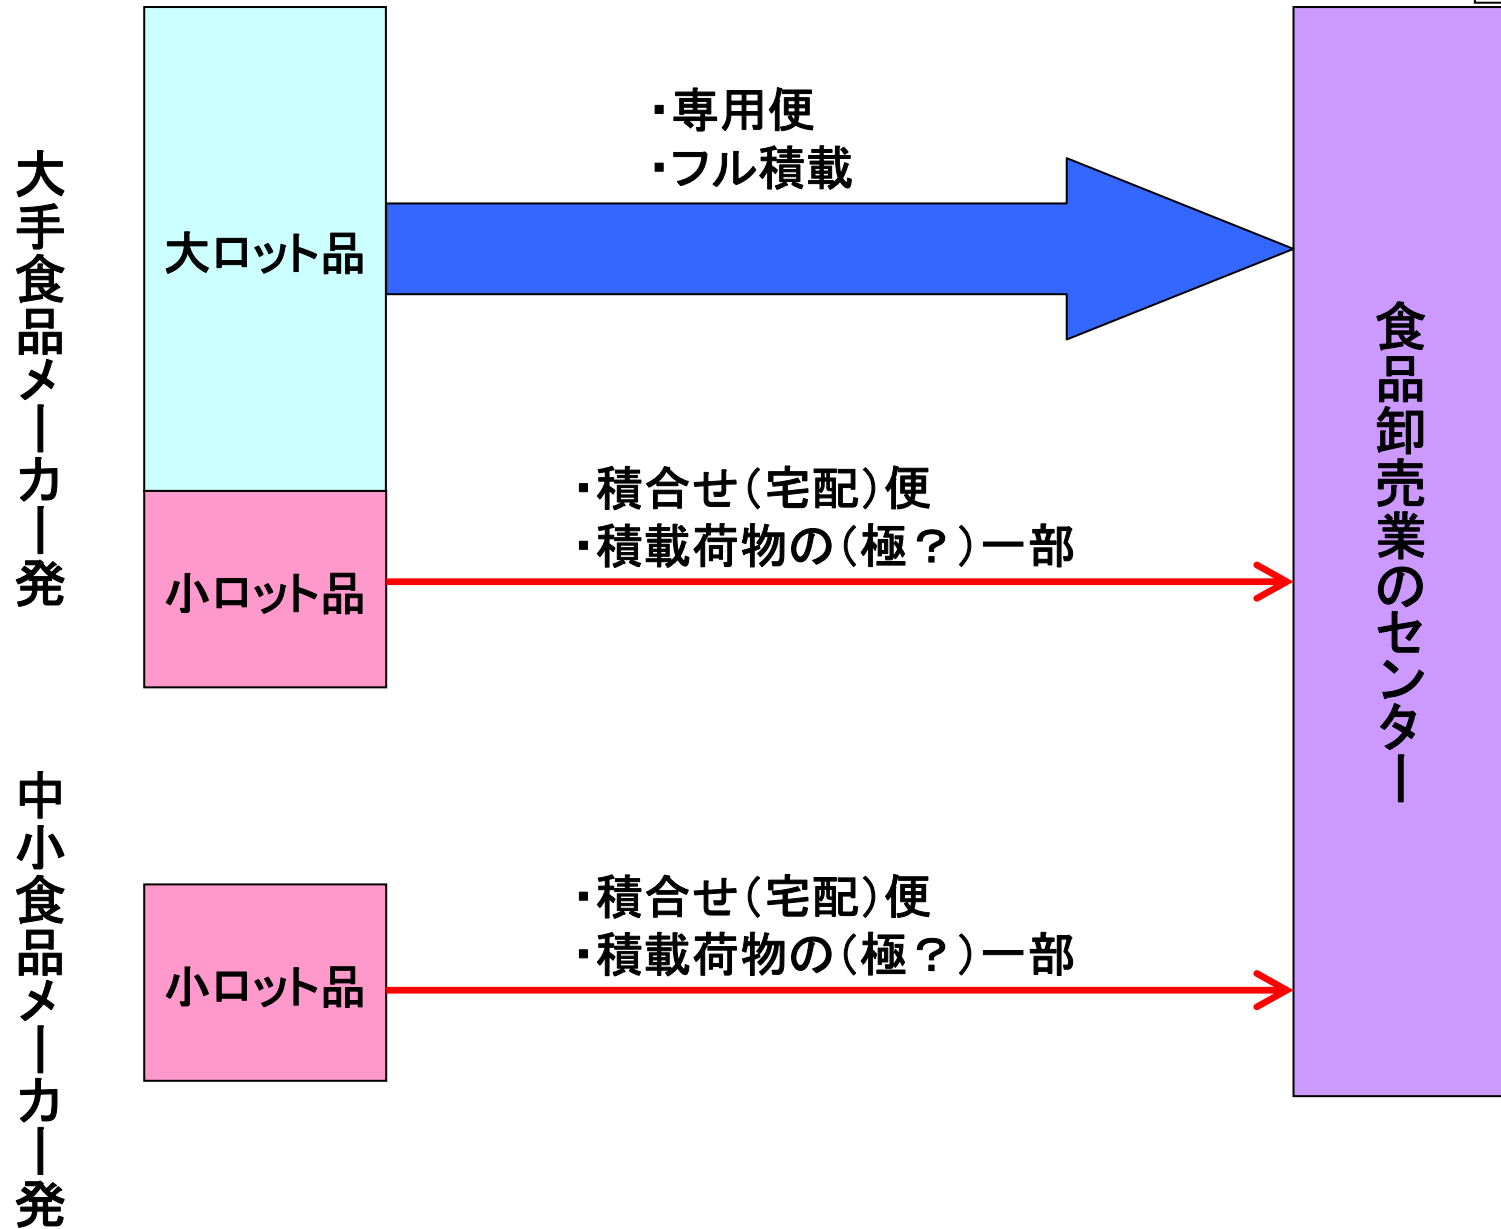 大手食品メーカー発
大ロット品
・専用便
・フル積載
小ロット品
・積合せ（宅配）便
・積載荷物の（極？）一部
中小食品メーカー発
小ロット品
・積合せ（宅配）便
・積載荷物の（極？）一部
食品卸売業のセンター